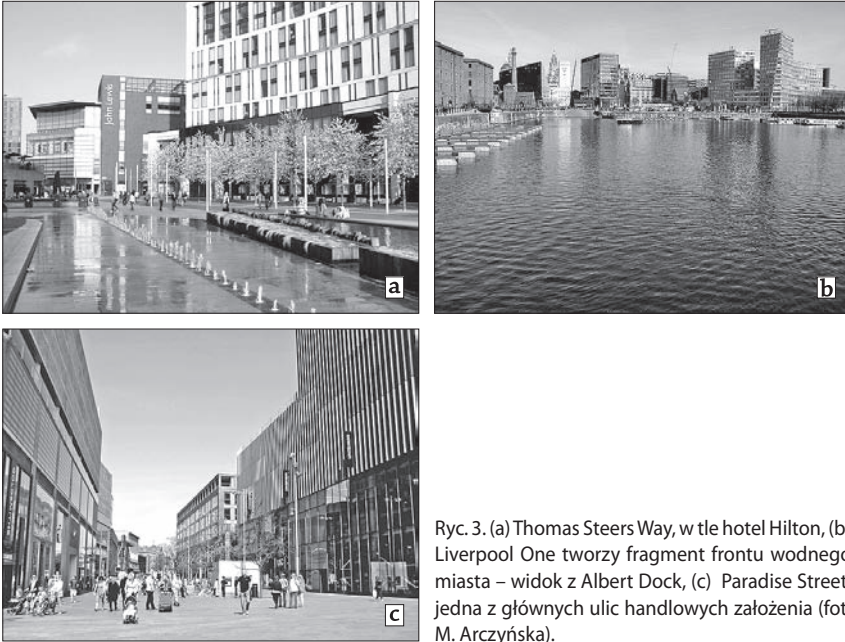 John Lewis
a
b
c
Ryc. 3. (a) Thomas Steers Way, w tle hotel Hilton, (b
Liverpool One tworzy fragment frontu wodnego
miasta – widok z Albert Dock, (c) Paradise Street
jedna z głównych ulic handlowych założenia (fot
M. Arczyńska).